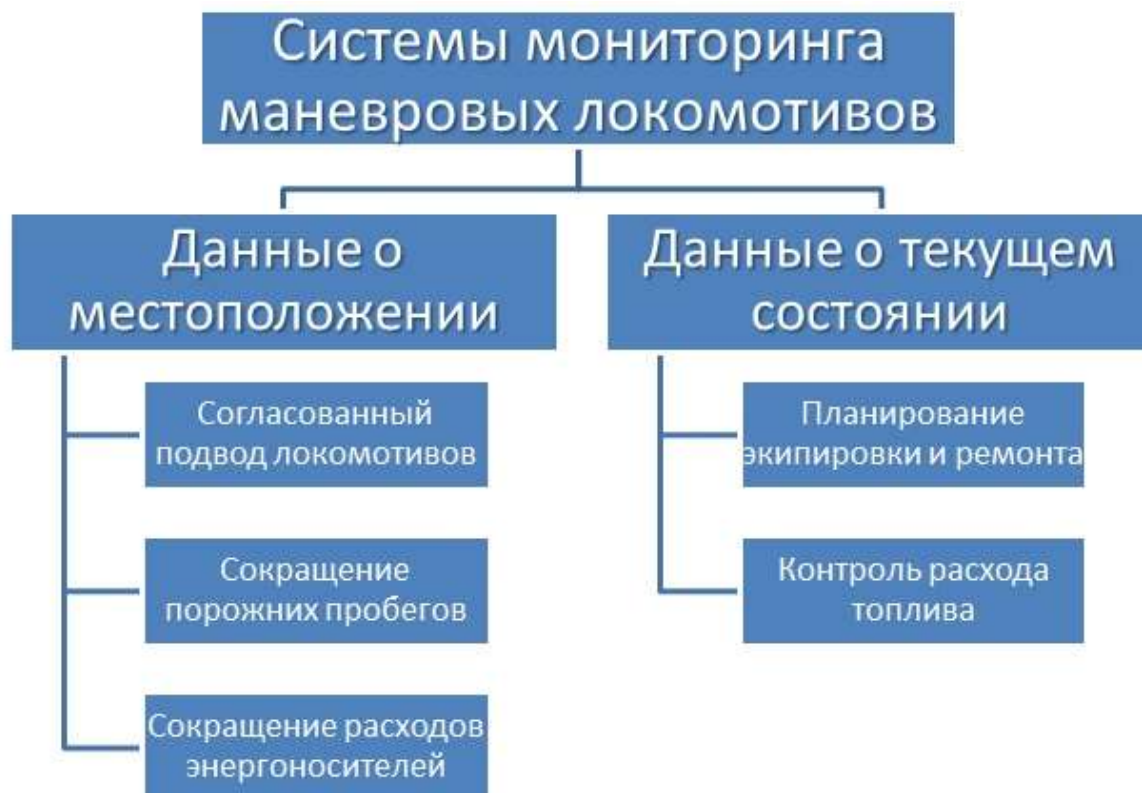 Системы мониторинга
маневровых локомотивов
Данные о
местоположении
Согласованный
подвод локомотивов
Сокращение
порожних пробегов
Сокращение расходов
энергоносителей
Данные о текущем
состоянии
Планирование
экипировки и ремонта
Контроль расхода
топлива